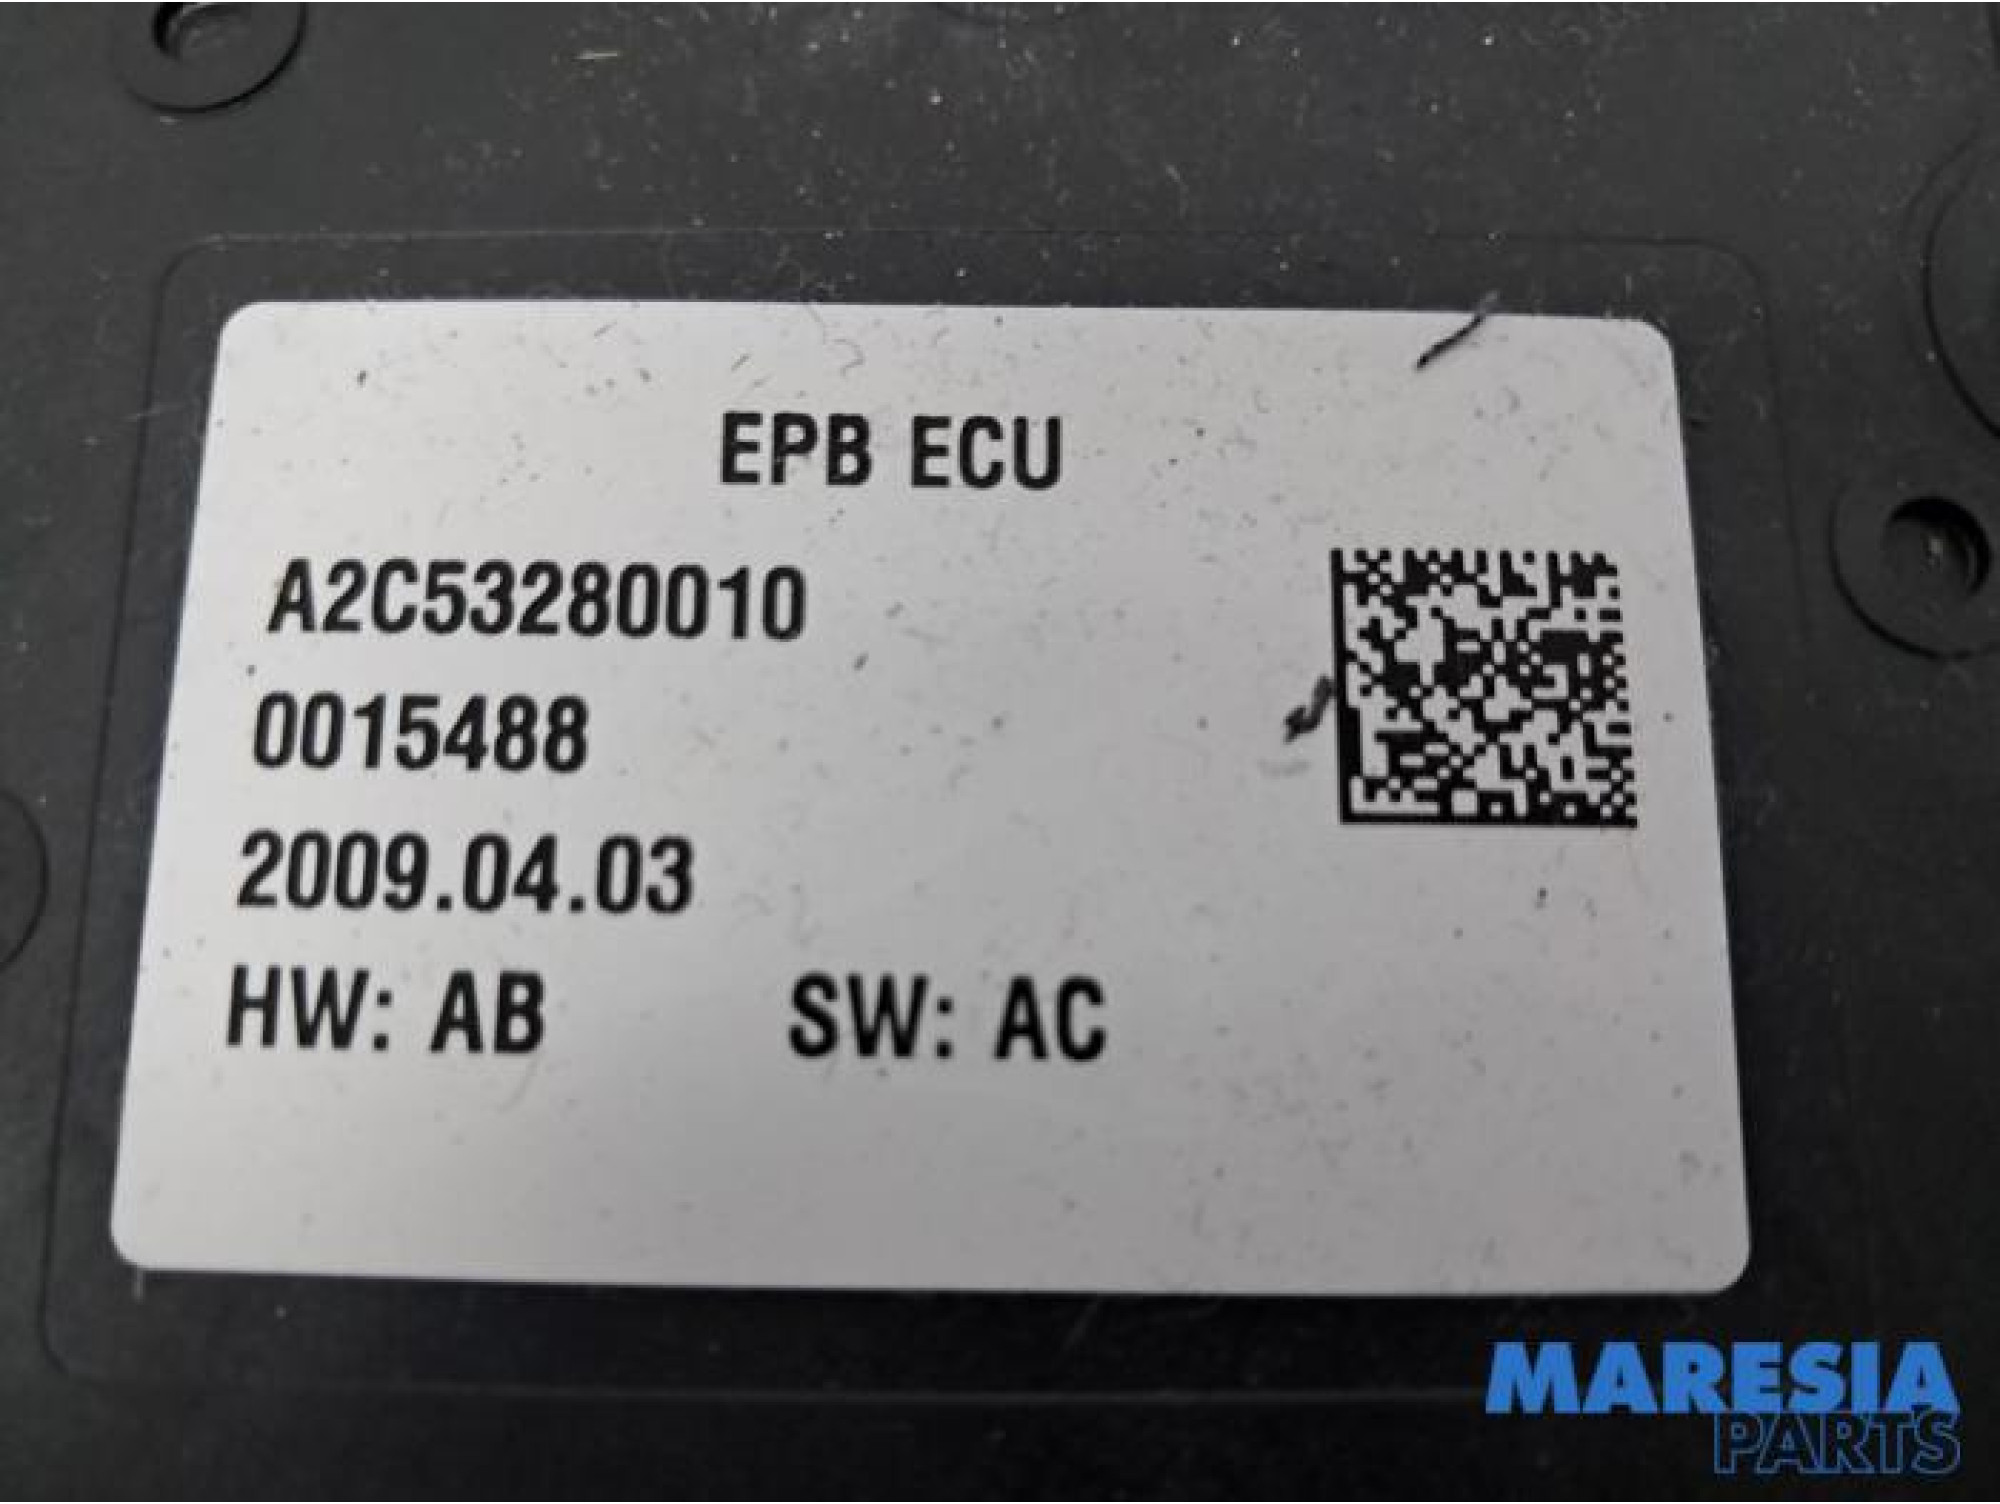 EPB ECU
A2C53280010
0015488
2009.04.03
HW: AB SW: AC
MARESIA
PARTS